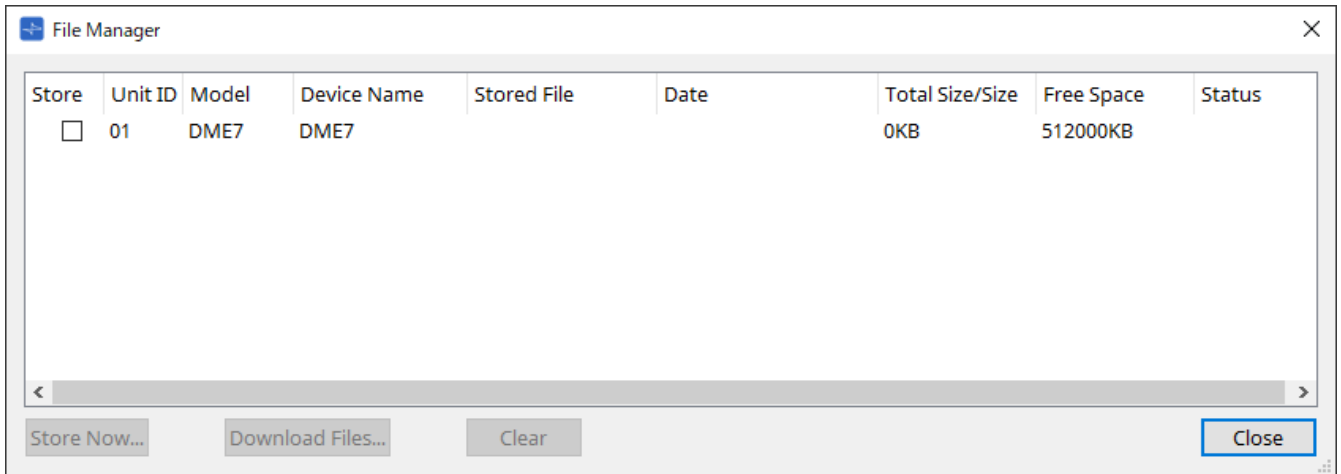 File Manager
Store Unit ID Model Device Name Stored File Date Total Size/Size Free Space Status
01 DME7 DME7 0KB 512000KB
Store Now... Download Files... Clear Close